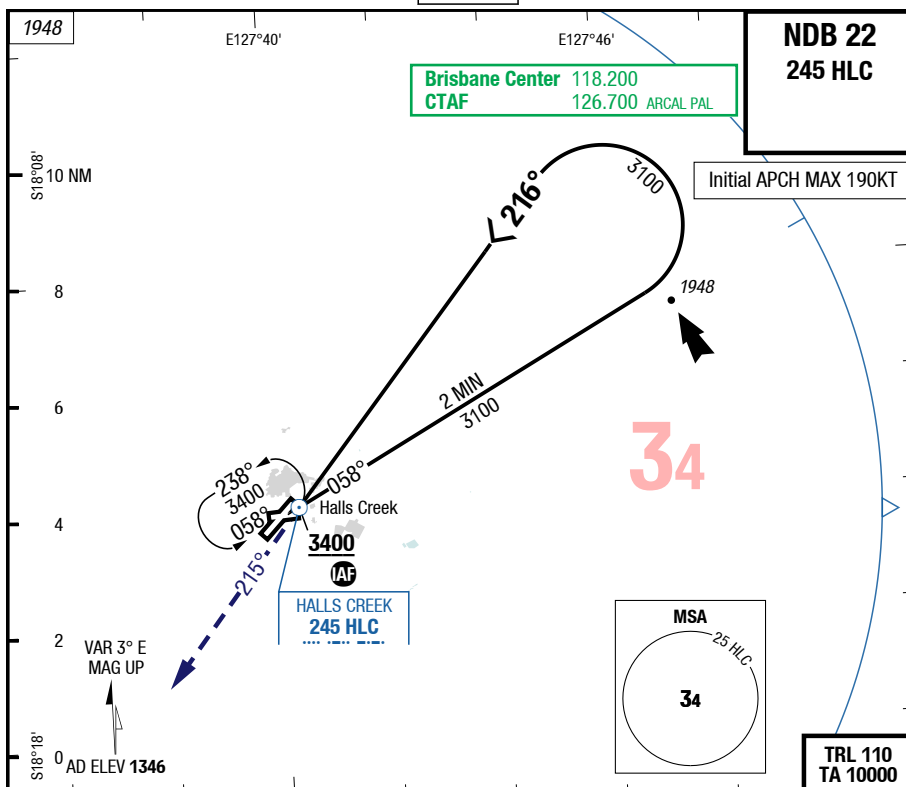 1948
E127°40'
E127°46'
NDB 22
245 HLC
Brisbane Center 118.200
CTAF 126.700 ARCAL PAL
S18°08'
10 NM
Initial APCH MAX 190KT
216°
3100
8
1948
2 MIN
3100
6
34
058°
238°
3400
058°
Halls Creek
4
3400
IAF
215°
HALLS CREEK
245 HLC
MSA
25 HLC
34
2
VAR 3° E
MAG UP
S18°18'
0
AD ELEV 1346
TRL 110
TA 10000